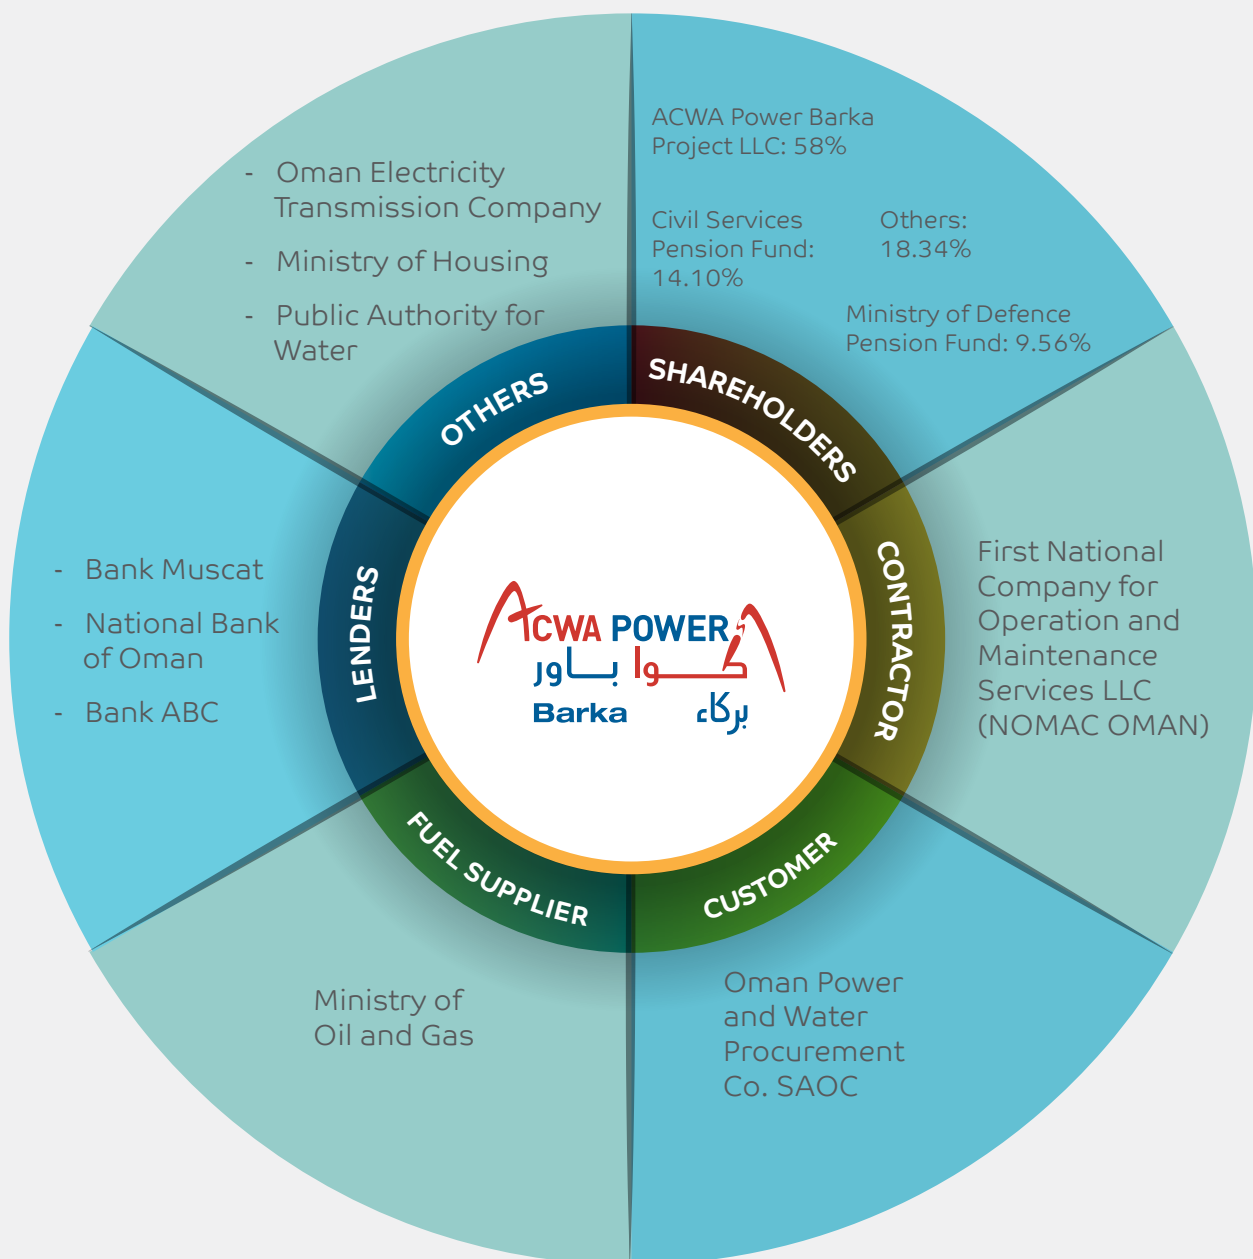 ACWA Power Barka
Project LLC: 58%
Civil Services
Pension Fund:
14.10%
Others:
18.34%
Ministry of Defence
Pension Fund: 9.56%
SHAREHOLDERS
First National
Company for
Operation and
Maintenance
Services LLC
(NOMAC OMAN)
CONTRACTOR
Oman Power
and Water
Procurement
Co. SAOC
CUSTOMER
Ministry of
Oil and Gas
FUEL SUPPLIER
- Bank Muscat
- National Bank
of Oman
- Bank ABC
LENDERS
- Oman Electricity
Transmission Company
- Ministry of Housing
- Public Authority for
Water
OTHERS
ACWA POWER
أكوا باور
Barka بركاء